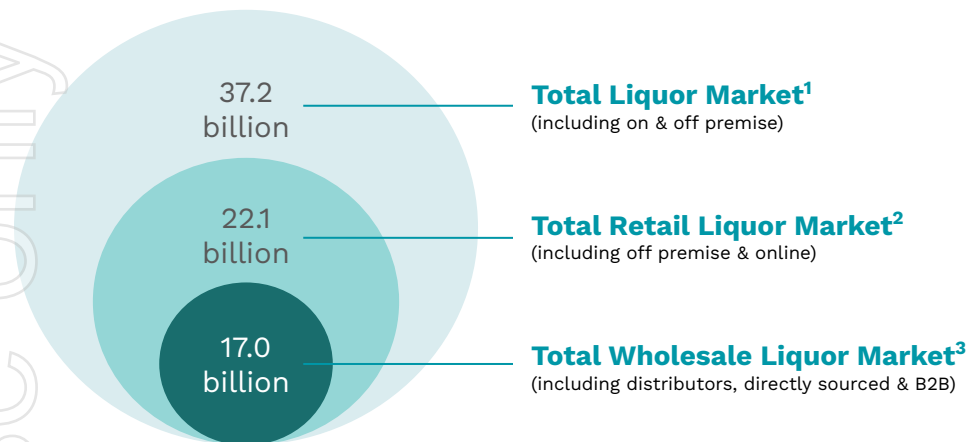 37.2
billion
Total Liquor Market¹
(including on & off premise)
22.1
billion
Total Retail Liquor Market²
(including off premise & online)
17.0
billion
Total Wholesale Liquor Market³
(including distributors, directly sourced & B2B)